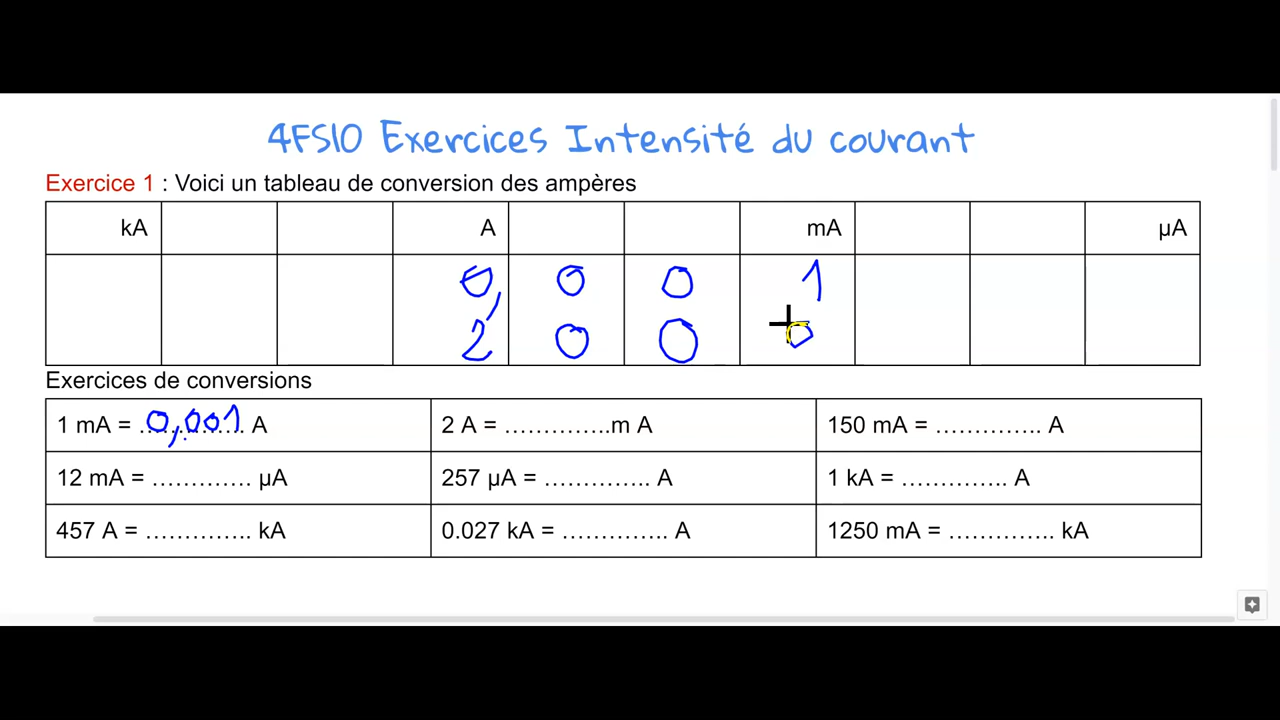 4FS10 Exercices Intensité du courant
Exercice 1 : Voici un tableau de conversion des ampères
kA A mA µA
0, 0 0 1
2 0 0 0
Exercices de conversions
1 mA = 0,001 A 2 A = …………..m A 150 mA = ………….. A
12 mA = …………. µA 257 µA = ………….. A 1 kA = ………….. A
457 A = ………….. kA 0.027 kA = ………….. A 1250 mA = ………….. kA